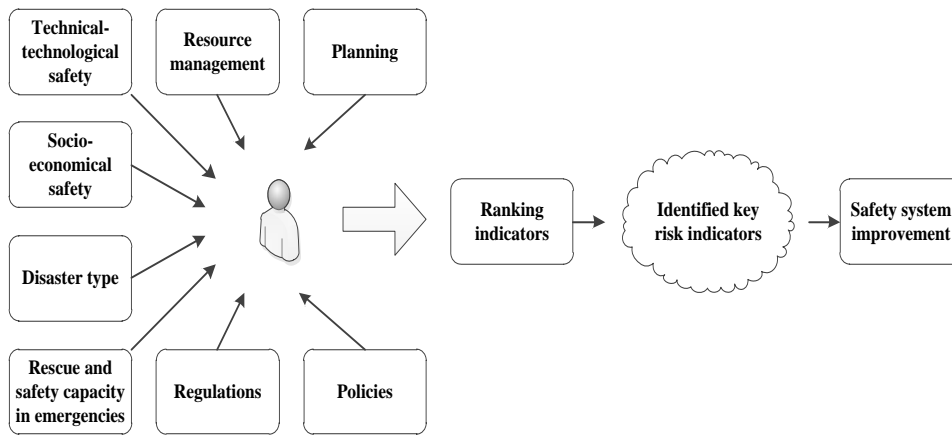 Technical-
technological
safety
Resource
management
Planning
Socio-
economical
safety
Disaster type
Rescue and
safety capacity
in emergencies
Regulations
Policies
Ranking
indicators
Identified key
risk indicators
Safety system
improvement